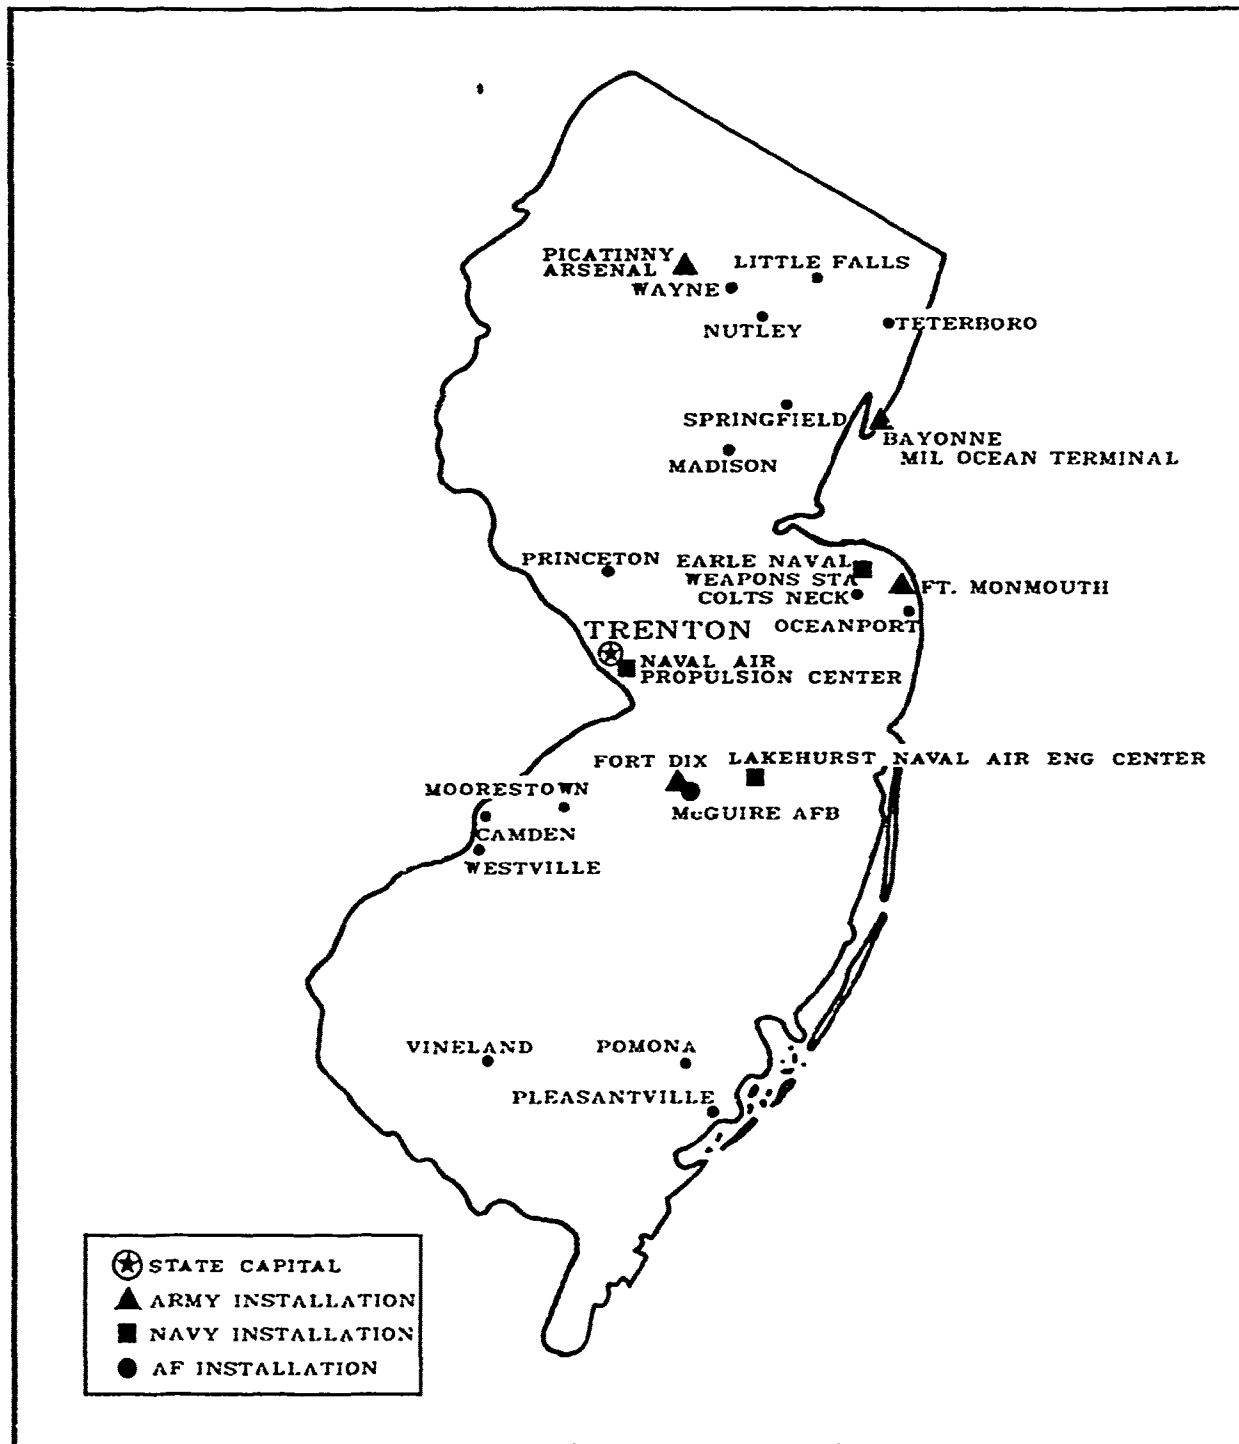 PICATINNY
ARSENAL
LITTLE FALLS
WAYNE
NUTLEY
TETERBORO
SPRINGFIELD
BAYONNE
MIL OCEAN TERMINAL
MADISON
PRINCETON
EARLE NAVAL
WEAPONS STA
COLTS NECK
FT. MONMOUTH
OCEANPORT
TRENTON
NAVAL AIR
PROPULSION CENTER
FORT DIX
LAKEHURST NAVAL AIR ENG CENTER
MOORESTOWN
McGUIRE AFB
CAMDEN
WESTVILLE
VINELAND
POMONA
PLEASANTVILLE
STATE CAPITAL
ARMY INSTALLATION
NAVY INSTALLATION
AF INSTALLATION